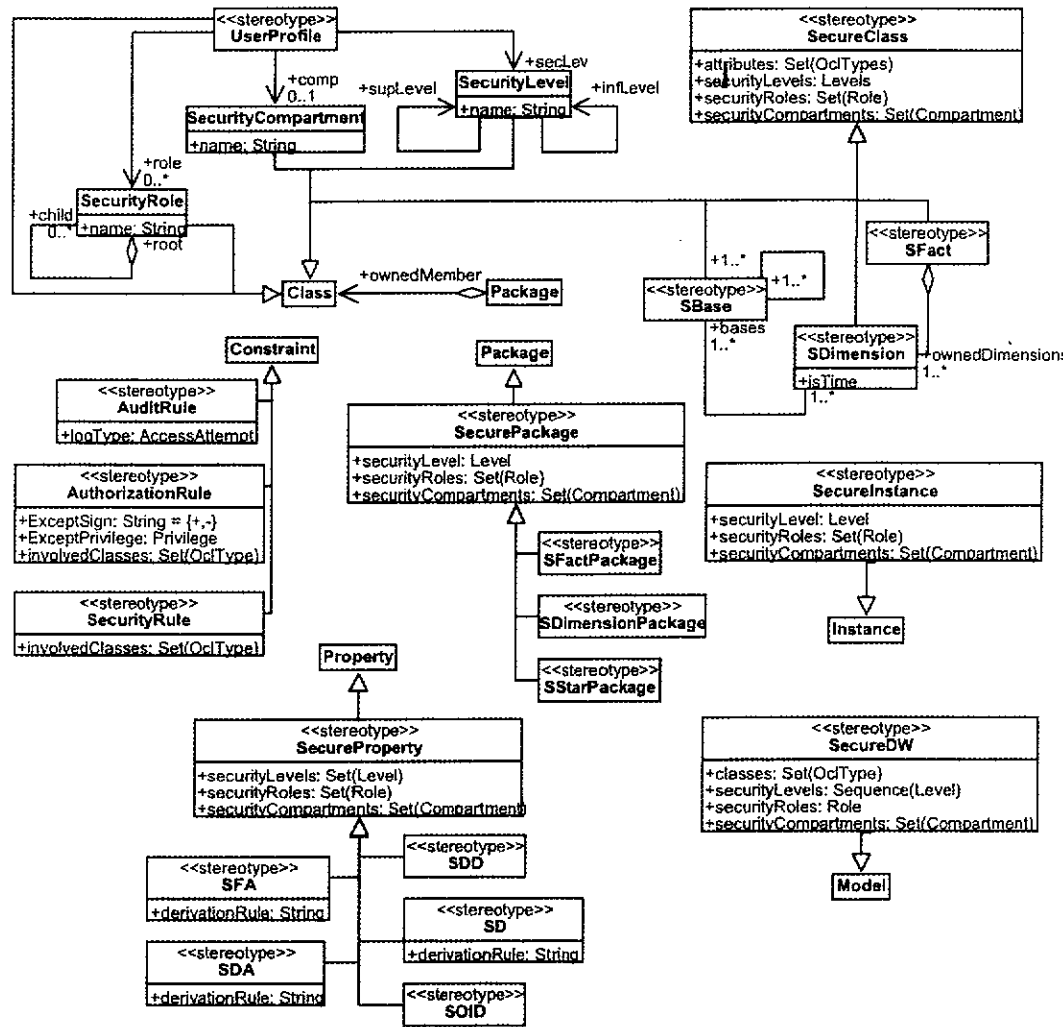 <<stereotype>>
UserProfile
+comp
0..1
SecurityCompartment
+name: String
+secLev
SecurityLevel
+name: String
+supLevel
+infLevel
+role
0..*
SecurityRole
+name: String
+child
0..*
+root
Class
+ownedMember
Package
<<stereotype>>
SecureClass
+attributes: Set(OclTypes)
+securityLevels: Levels
+securityRoles: Set(Role)
+securityCompartments: Set(Compartment)
<<stereotype>>
SFact
+1..*
+1..*
<<stereotype>>
SBase
+bases
1..*
<<stereotype>>
SDimension
+isTime
1..*
+ownedDimensions
1..*
Constraint
<<stereotype>>
AuditRule
+logType: AccessAttempt
<<stereotype>>
AuthorizationRule
+ExceptSign: String = {+,-}
+ExceptPrivilege: Privilege
+involvedClasses: Set(OclType)
<<stereotype>>
SecurityRule
+involvedClasses: Set(OclType)
Package
<<stereotype>>
SecurePackage
+securityLevel: Level
+securityRoles: Set(Role)
+securityCompartments: Set(Compartment)
<<stereotype>>
SFactPackage
<<stereotype>>
SDimensionPackage
<<stereotype>>
SStarPackage
<<stereotype>>
SecureInstance
+securityLevel: Level
+securityRoles: Set(Role)
+securityCompartments: Set(Compartment)
Instance
Property
<<stereotype>>
SecureProperty
+securityLevels: Set(Level)
+securityRoles: Set(Role)
+securityCompartments: Set(Compartment)
<<stereotype>>
SDD
<<stereotype>>
SFA
+derivationRule: String
<<stereotype>>
SD
+derivationRule: String
<<stereotype>>
SDA
+derivationRule: String
<<stereotype>>
SOID
<<stereotype>>
SecureDW
+classes: Set(OclType)
+securityLevels: Sequence(Level)
+securityRoles: Role
+securityCompartments: Set(Compartment)
Model